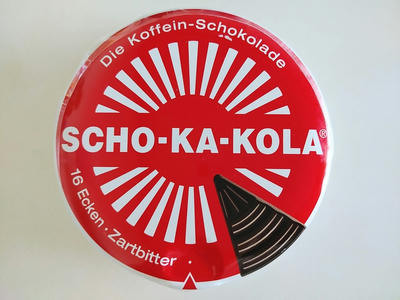 Die Koffein-Schokolade
SCHO-KA-KOLA®
16 Ecken · Zartbitter